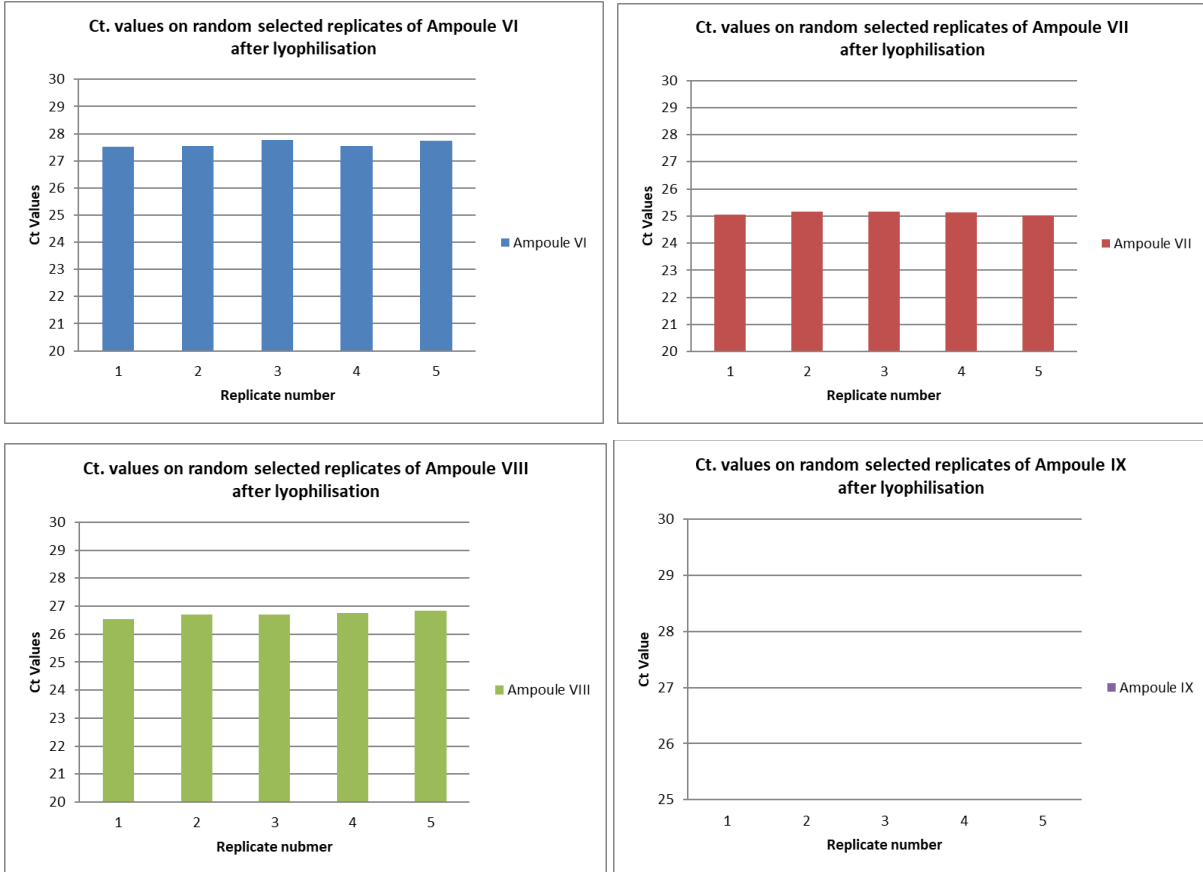 Ct. values on random selected replicates of Ampoule VI
after lyophilisation
30
29
28
27
26
25
24
23
22
21
20
Ct Values
1 2 3 4 5
Replicate number
Ampoule VI
Ct. values on random selected replicates of Ampoule VII
after lyophilisation
30
29
28
27
26
25
24
23
22
21
20
Ct Values
1 2 3 4 5
Replicate number
Ampoule VII
Ct. values on random selected replicates of Ampoule VIII
after lyophilisation
30
29
28
27
26
25
24
23
22
21
20
Ct Values
1 2 3 4 5
Replicate nubmer
Ampoule VIII
Ct. values on random selected replicates of Ampoule IX
after lyophilisation
30
29
28
27
26
25
Ct Value
1 2 3 4 5
Replicate number
Ampoule IX